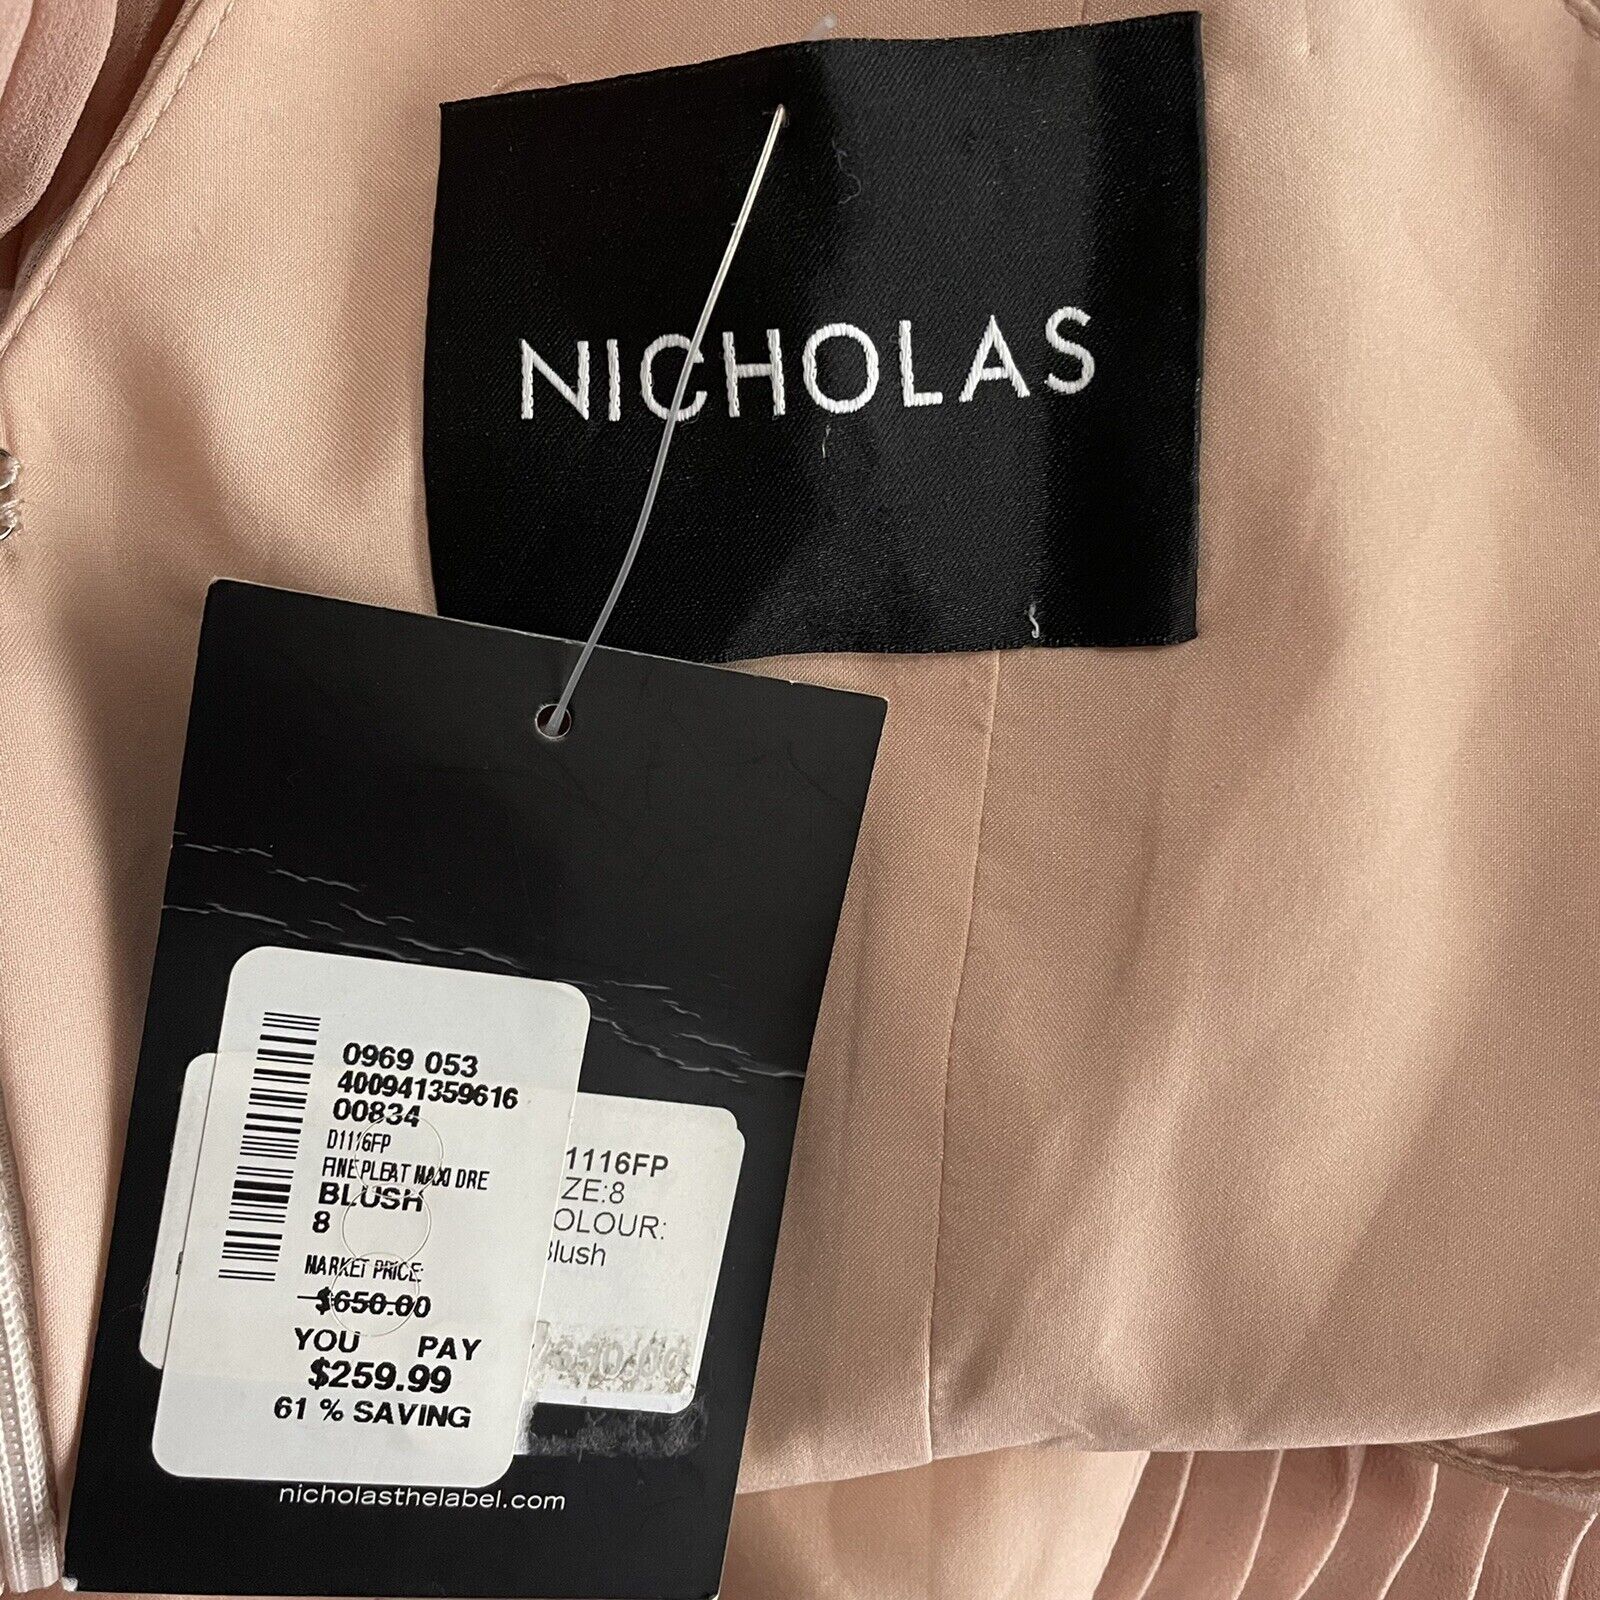 NICHOLAS
0969 053
400941359616
00834
D1116FP
FINE PLEAT MAXI DRE
BLUSH
8
MARKET PRICE:
$650.00
YOU PAY
$259.99
61 % SAVING
1116FP
ZE:8
OLOUR:
lush
nicholasthelabel.com